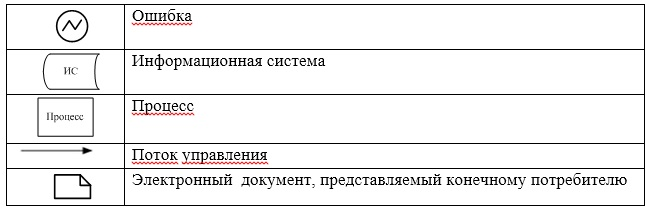 Ошибка
ИС
Информационная система
Процесс
Процесс
Поток управления
Электронный документ, представляемый конечному потребителю